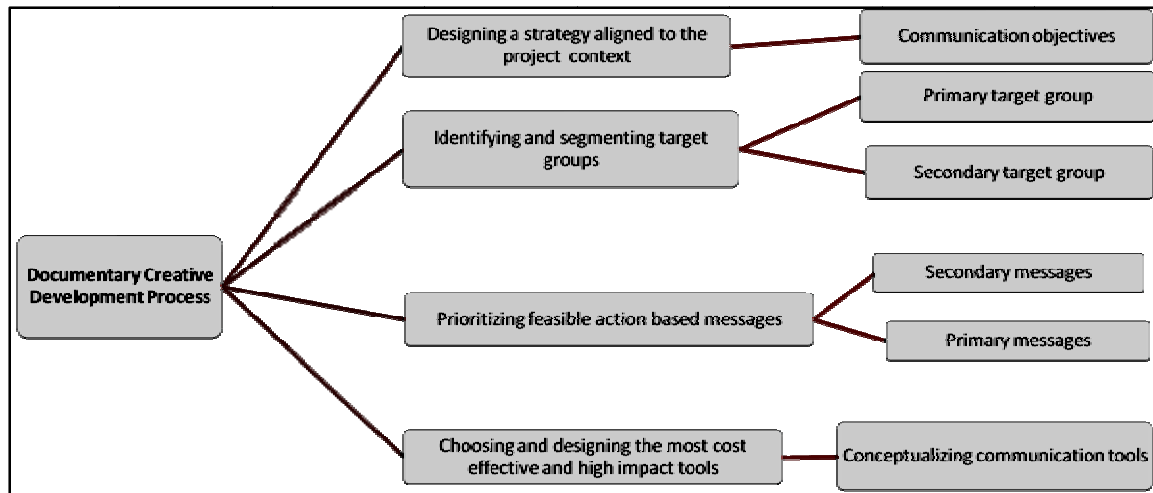 Documentary Creative
Development Process
Designing a strategy aligned to the
project context
Communication objectives
Identifying and segmenting target
groups
Primary target group
Secondary target group
Prioritizing feasible action based messages
Secondary messages
Primary messages
Choosing and designing the most cost
effective and high impact tools
Conceptualizing communication tools